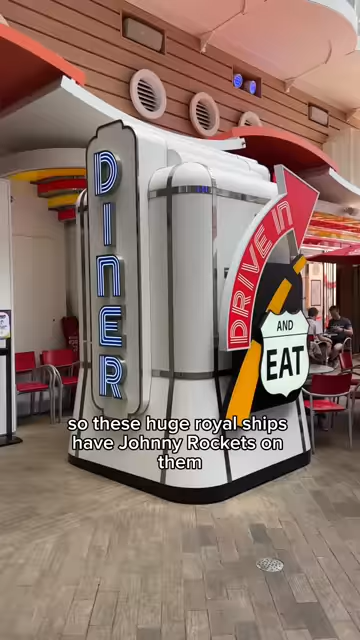 DINER
DRIVE IN
AND
EAT
so these huge royal ships
have Johnny Rockets on
them